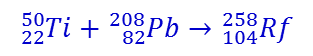 ⁵⁰₂₂Ti + ²⁰⁸₈₂Pb → ²⁵⁸₁₀₄Rf